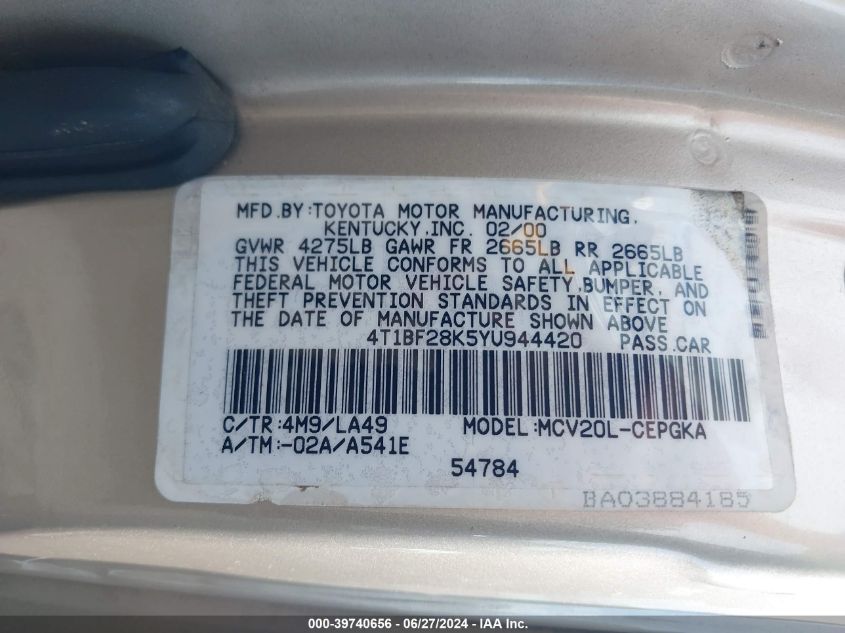 MFD.BY:TOYOTA MOTOR MANUFACTURING,
KENTUCKY,INC. 02/00
GVWR 4275LB GAWR FR 2665LB RR 2665LB
THIS VEHICLE CONFORMS TO ALL APPLICABLE
FEDERAL MOTOR VEHICLE SAFETY,BUMPER, AND
THEFT PREVENTION STANDARDS IN EFFECT ON
THE DATE OF MANUFACTURE SHOWN ABOVE
4T1BF28K5YU944420 PASS.CAR
C/TR:4M9/LA49 MODEL:MCV20L-CEPGKA
A/TM:-02A/A541E
54784
BA03884185
000-39740656 / 06/27/2024 - IAA Inc.